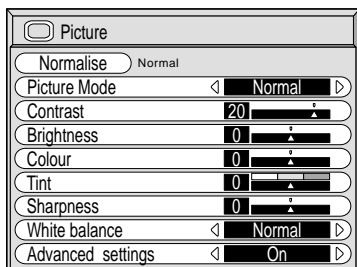 Picture
Normalise Normal
Picture Mode Normal
Contrast 20
Brightness 0
Colour 0
Tint 0
Sharpness 0
White balance Normal
Advanced settings On